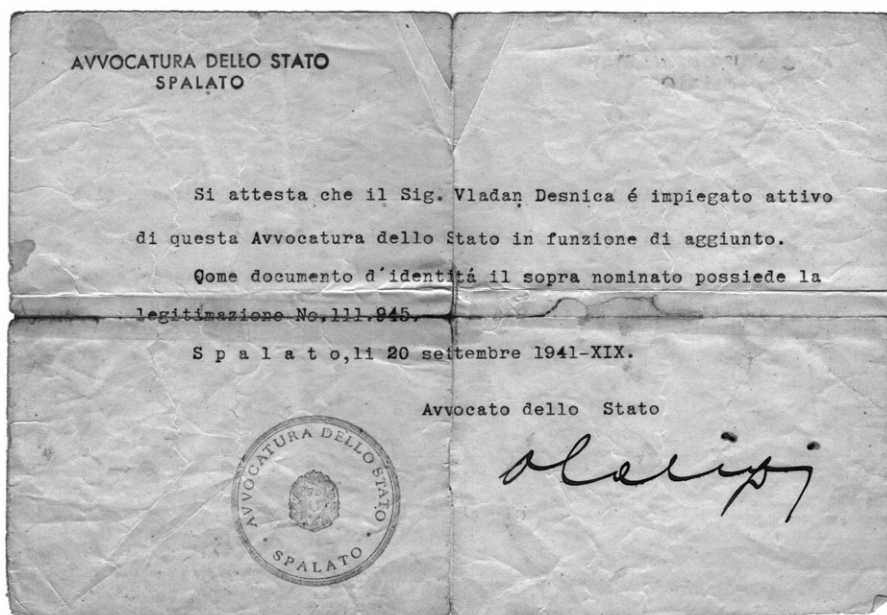 AVVOCATURA DELLO STATO
SPALATO
Si attesta che il Sig. Vladan Desnica é impiegato attivo
di questa Avvocatura dello Stato in funzione di aggiunto.
Qome documento d'identitá il sopra nominato possiede la
legitimazione No.111.945.
S p a l a t o,li 20 settembre 1941-XIX.
Avvocato dello Stato
AVVOCATURA DELLO STATO
· SPALATO ·